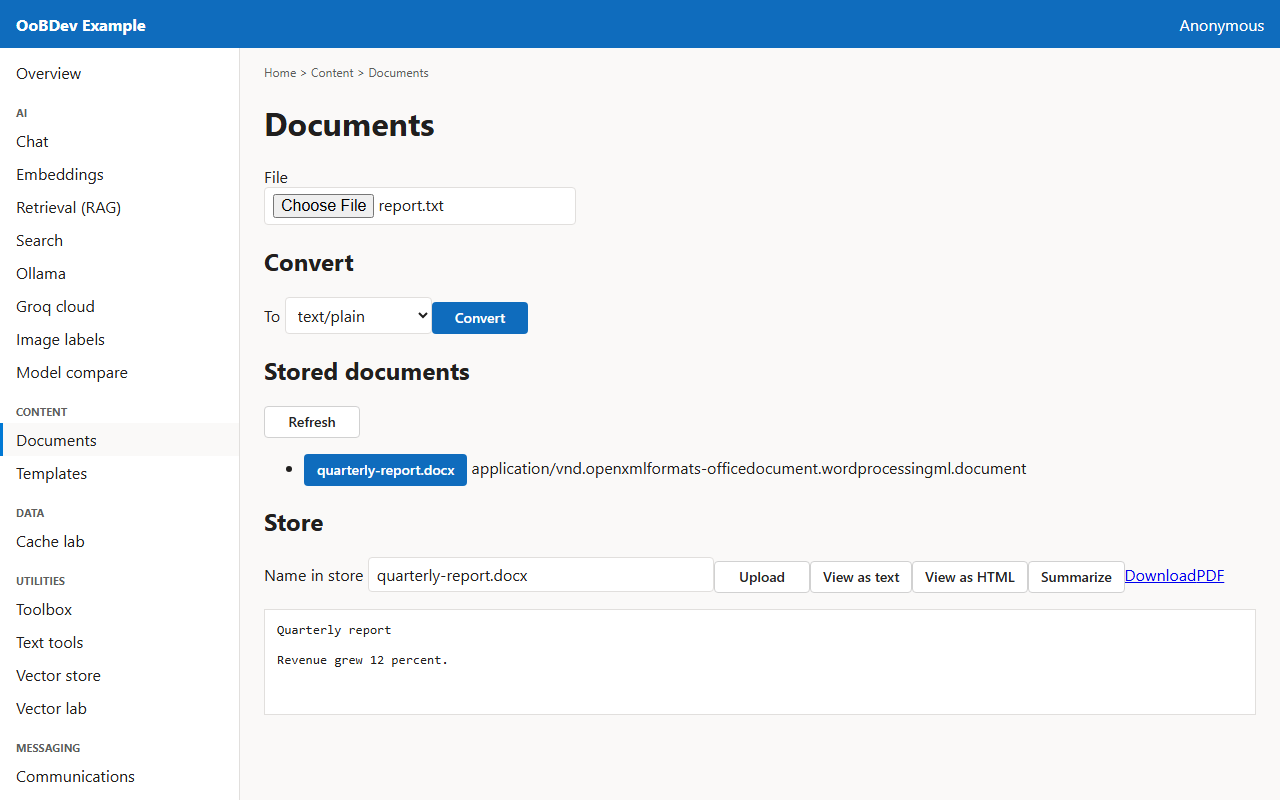 OoBDev Example
Anonymous
Overview
AI
Chat
Embeddings
Retrieval (RAG)
Search
Ollama
Groq cloud
Image labels
Model compare
CONTENT
Documents
Templates
DATA
Cache lab
UTILITIES
Toolbox
Text tools
Vector store
Vector lab
MESSAGING
Communications
Home > Content > Documents
Documents
File
Choose File report.txt
Convert
To text/plain Convert
Stored documents
Refresh
• quarterly-report.docx application/vnd.openxmlformats-officedocument.wordprocessingml.document
Store
Name in store quarterly-report.docx Upload View as text View as HTML Summarize DownloadPDF
Quarterly report
Revenue grew 12 percent.